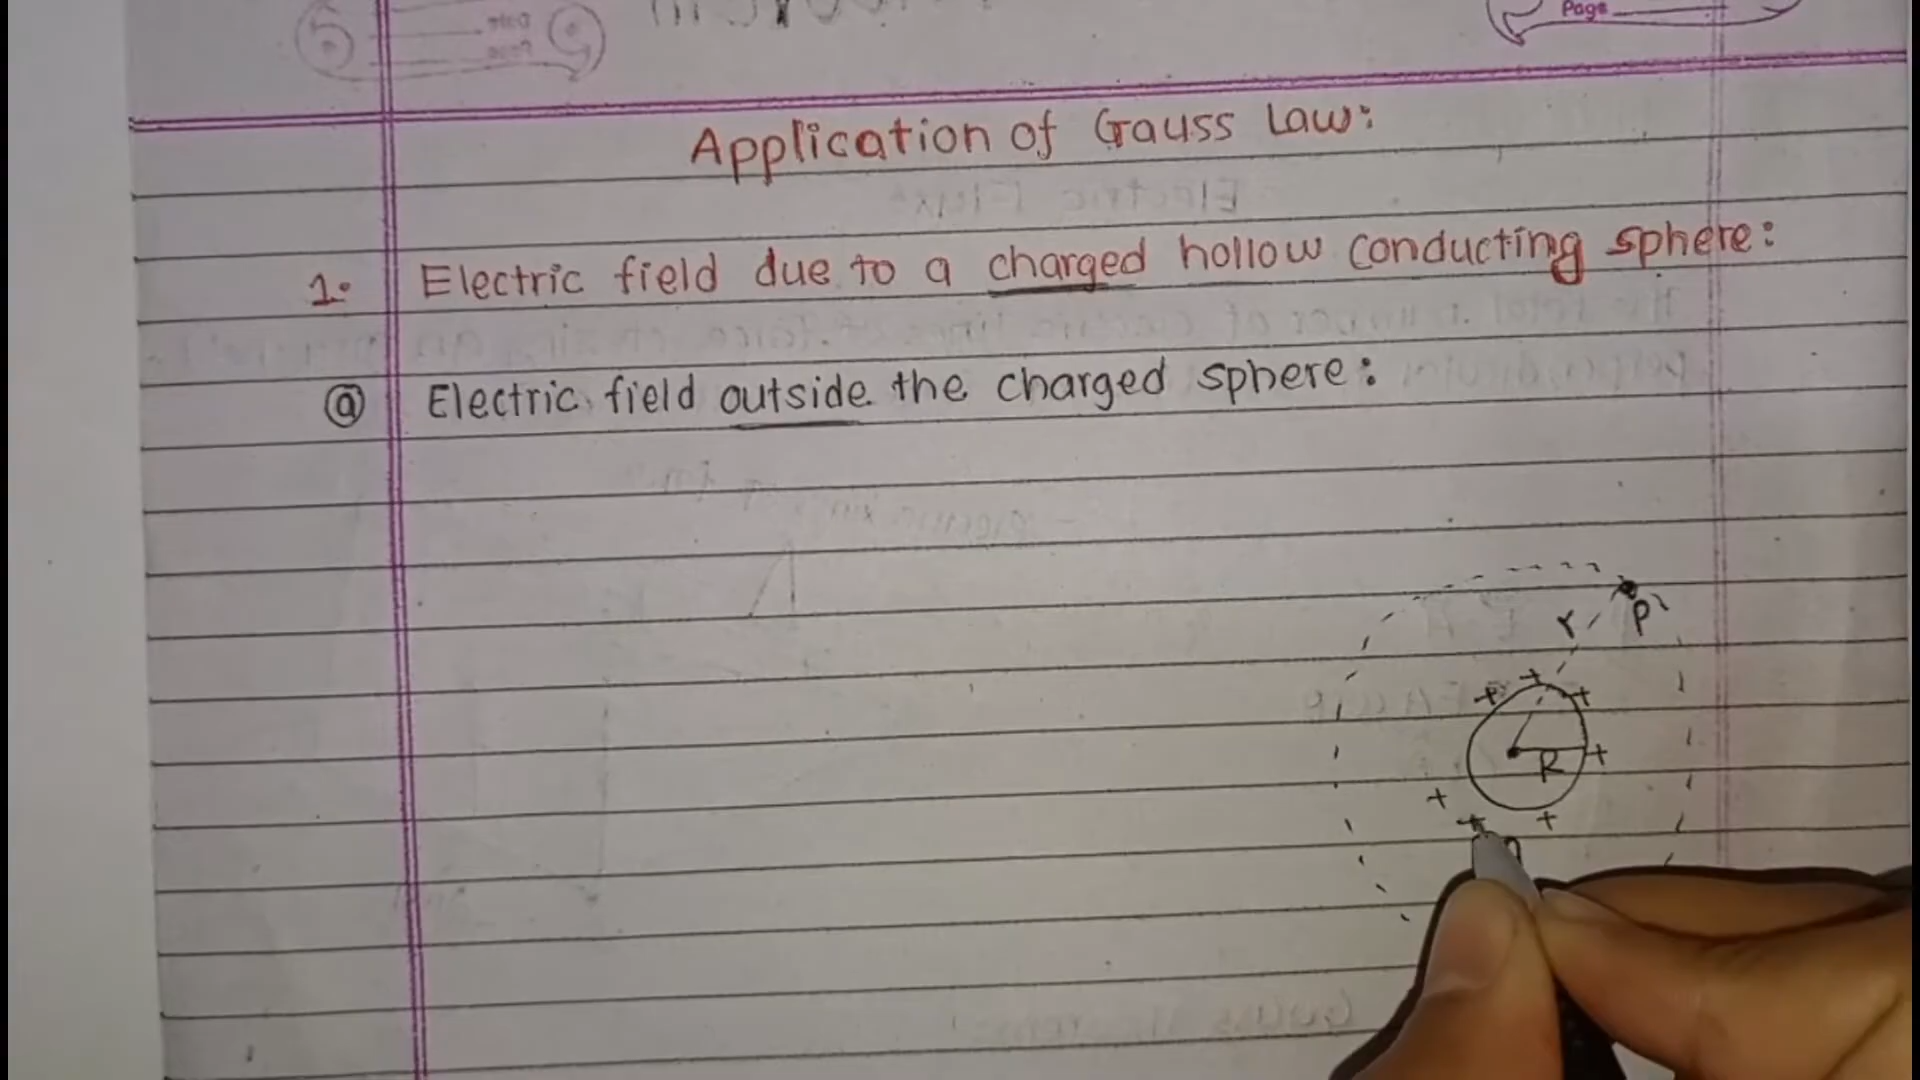 Page
Application of Gauss Law:
1. Electric field due to a charged hollow conducting sphere:
@ Electric field outside the charged sphere:
r P
+ + +
R +
+ + +